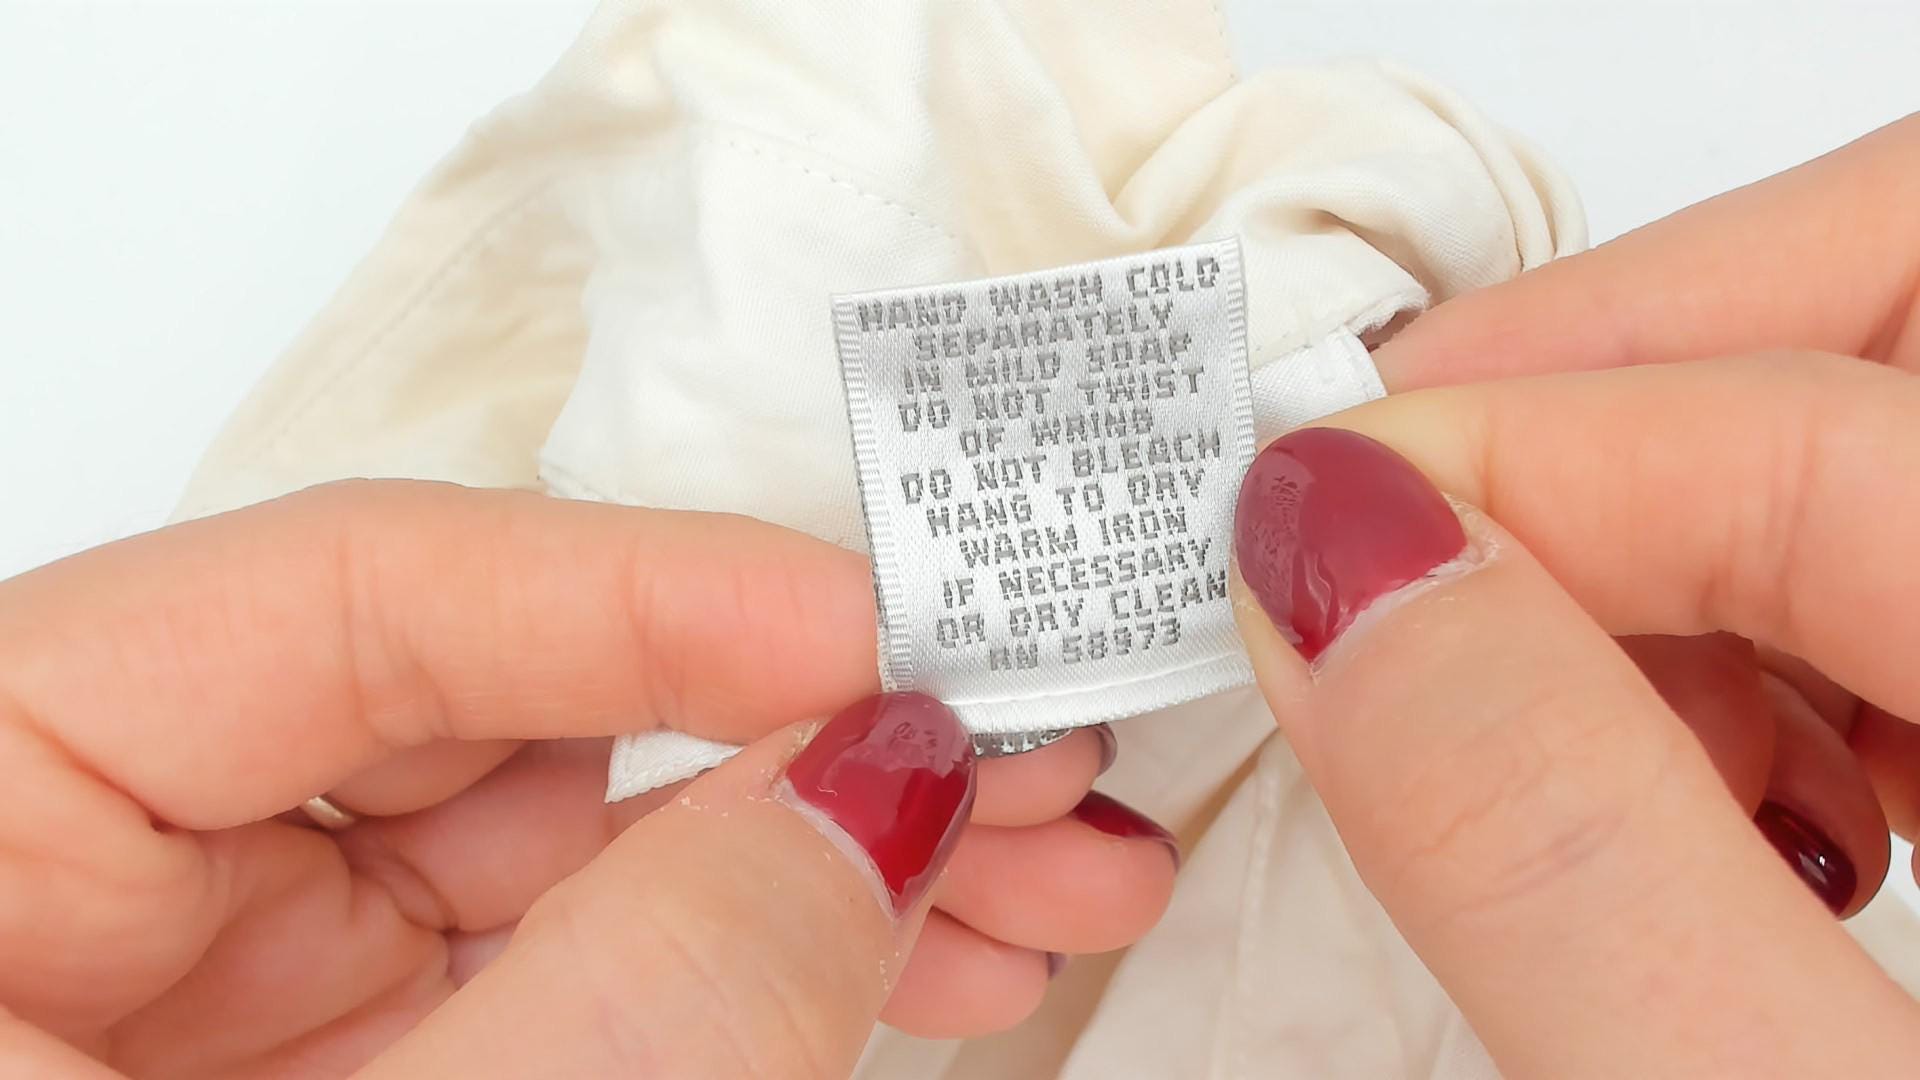 HAND WASH COLD
SEPARATELY
IN MILD SOAP
DO NOT TWIST
OF WRING
DO NOT BLEACH
HANG TO DRY
WARM IRON
IF NECESSARY
OR DRY CLEAN
RN 58973